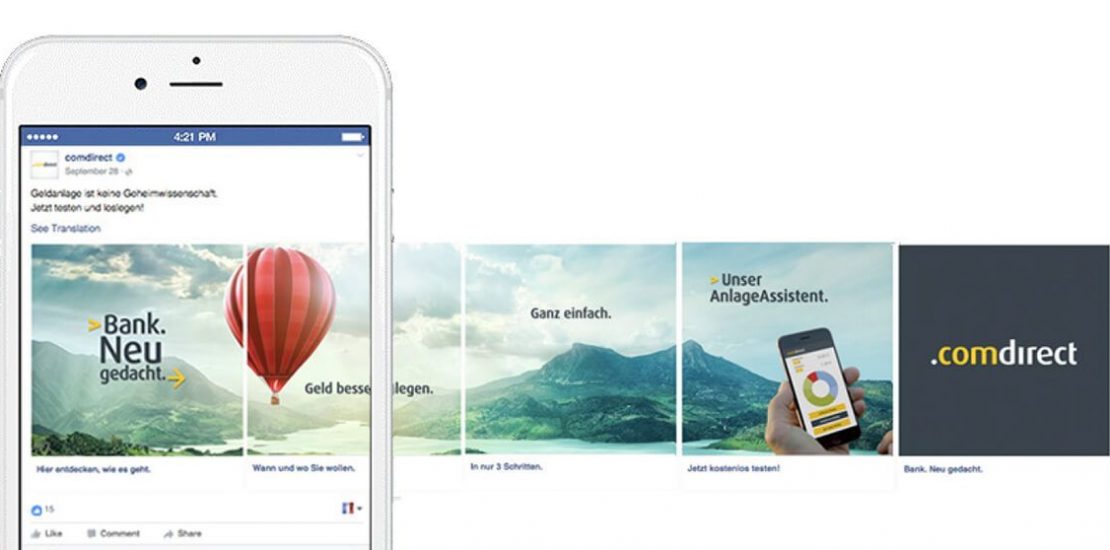 4:21 PM
comdirect
September 28
Geldanlage ist keine Geheimwissenschaft.
Jetzt testen und loslegen!
See Translation
>Bank.
Neu
gedacht.
Geld besse
legen.
Ganz einfach.
>Unser
AnlageAssistent.
.comdirect
Hier entdecken, wie es geht.
Wann und wo Sie wollen.
In nur 3 Schritten.
Jetzt kostenlos testen!
Bank. Neu gedacht.
15
Like
Comment
Share